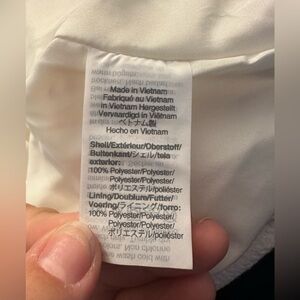 Made in Vietnam
Fabriqué au Vietnam
in Vietnam Hergestellt
Vervaardigd in Viëtnam
ベトナム製
Hecho en Vietnam
Shell/Extérieur/Oberstoff/
Buitenkant/シェル/tela
exterior:
100% Polyester/Polyester/
Polyester/Polyester/
ポリエステル/poliéster
Lining/Doublure/Futter/
Voering/ライニング/forro:
100% Polyester/Polyester/
Polyester/Polyester/
ポリエステル/poliéster